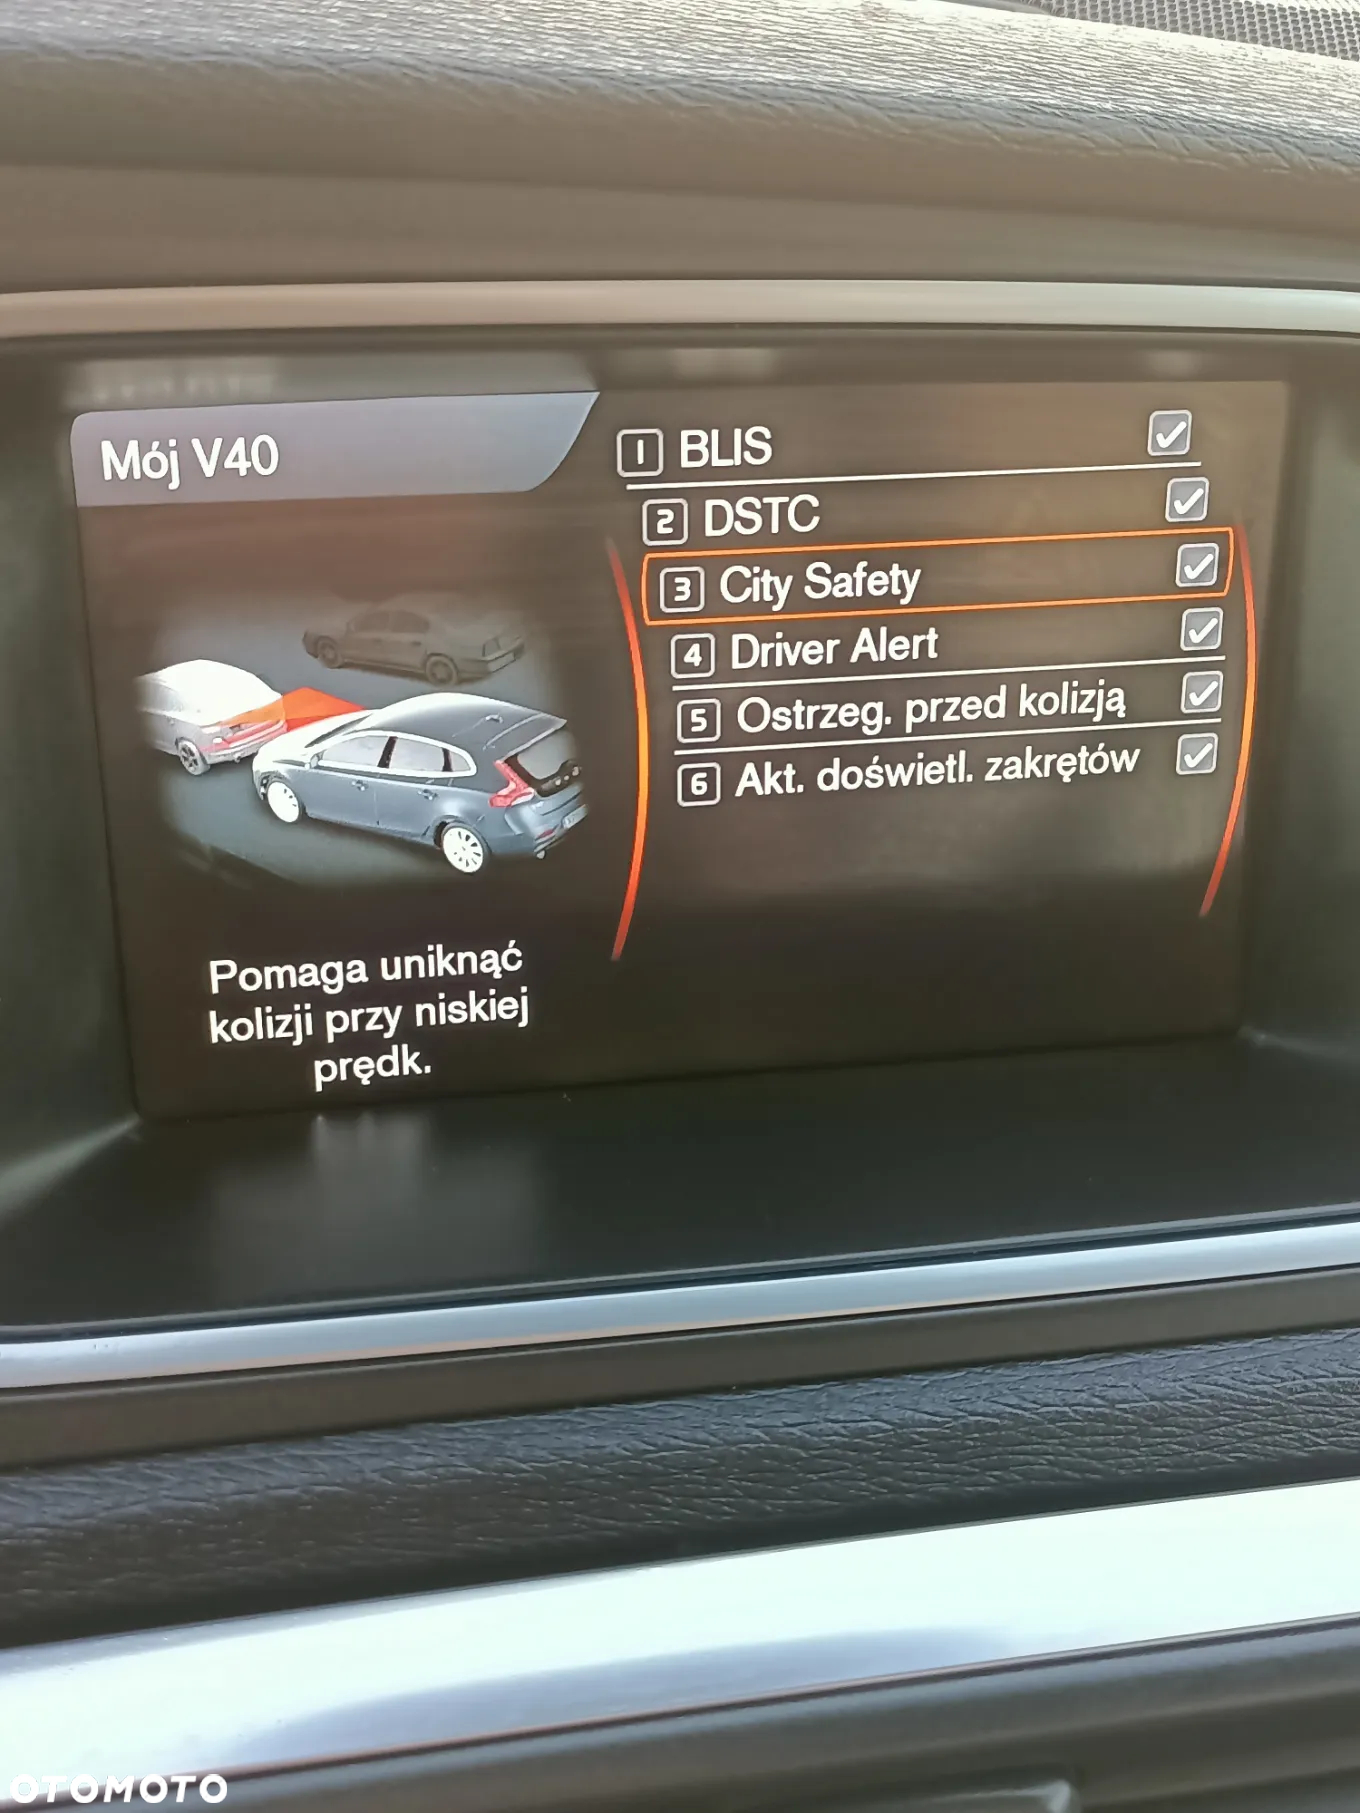 Mój V40
1 BLIS
2 DSTC
3 City Safety
4 Driver Alert
5 Ostrzeg. przed kolizją
6 Akt. doświetl. zakrętów
Pomaga uniknąć
kolizji przy niskiej
prędk.
OTOMOTO